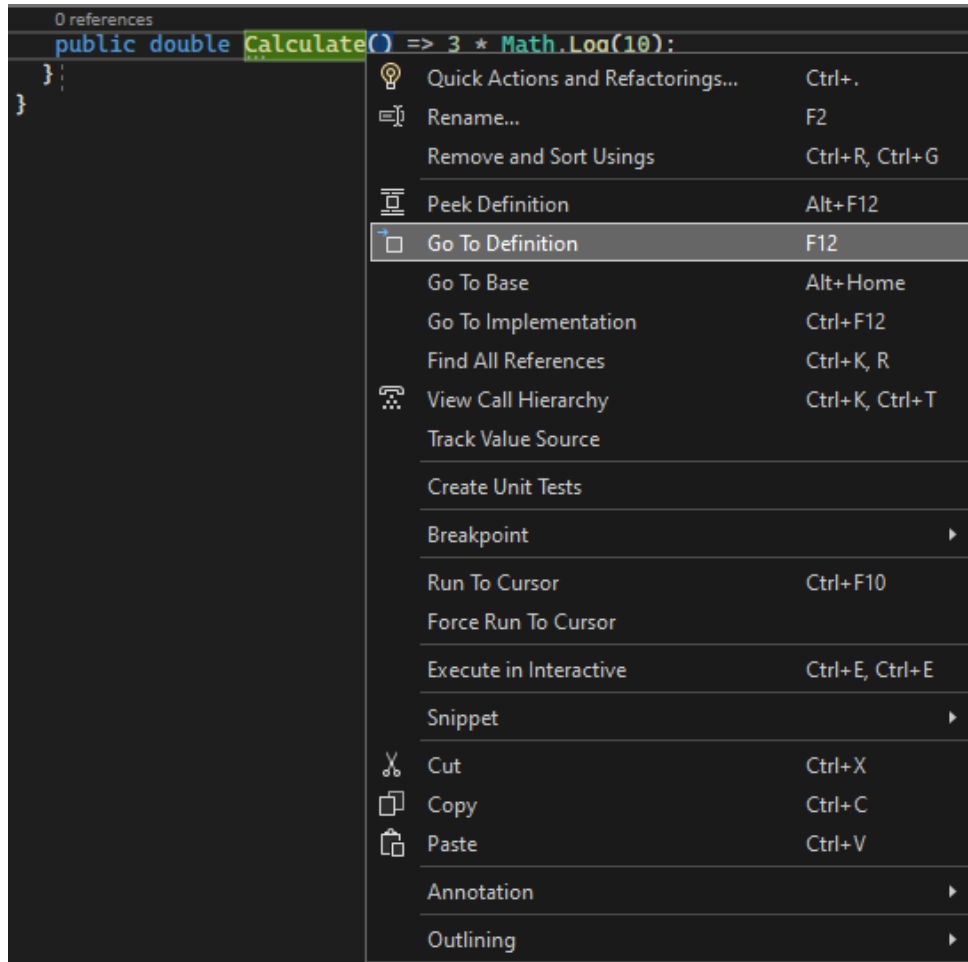 0 references
public double Calculate() => 3 * Math.Log(10);
}
}
Quick Actions and Refactorings... Ctrl+.
Rename... F2
Remove and Sort Usings Ctrl+R, Ctrl+G
Peek Definition Alt+F12
Go To Definition F12
Go To Base Alt+Home
Go To Implementation Ctrl+F12
Find All References Ctrl+K, R
View Call Hierarchy Ctrl+K, Ctrl+T
Track Value Source
Create Unit Tests
Breakpoint
Run To Cursor Ctrl+F10
Force Run To Cursor
Execute in Interactive Ctrl+E, Ctrl+E
Snippet
Cut Ctrl+X
Copy Ctrl+C
Paste Ctrl+V
Annotation
Outlining